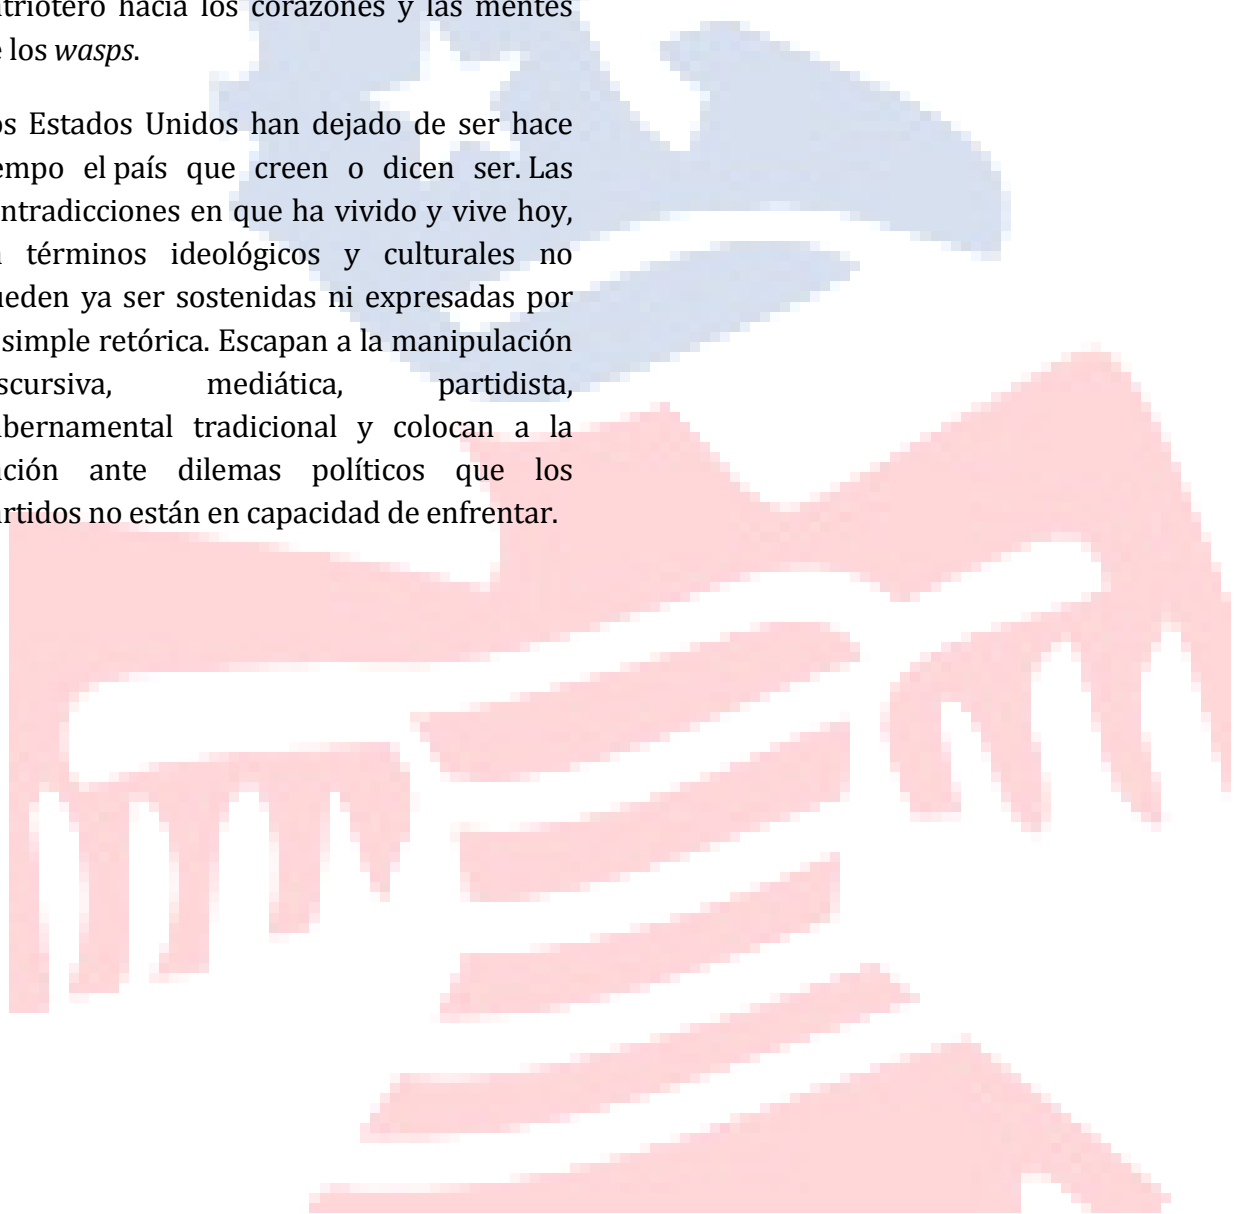 atriotero hacia los corazones y las mentes
e los wasps.
os Estados Unidos han dejado de ser hace
empo el país que creen o dicen ser. Las
ntradicciones en que ha vivido y vive hoy,
n términos ideológicos y culturales no
ueden ya ser sostenidas ni expresadas por
simple retórica. Escapan a la manipulación
scursiva, mediática, partidista,
bernamental tradicional y colocan a la
ación ante dilemas políticos que los
artidos no están en capacidad de enfrentar.